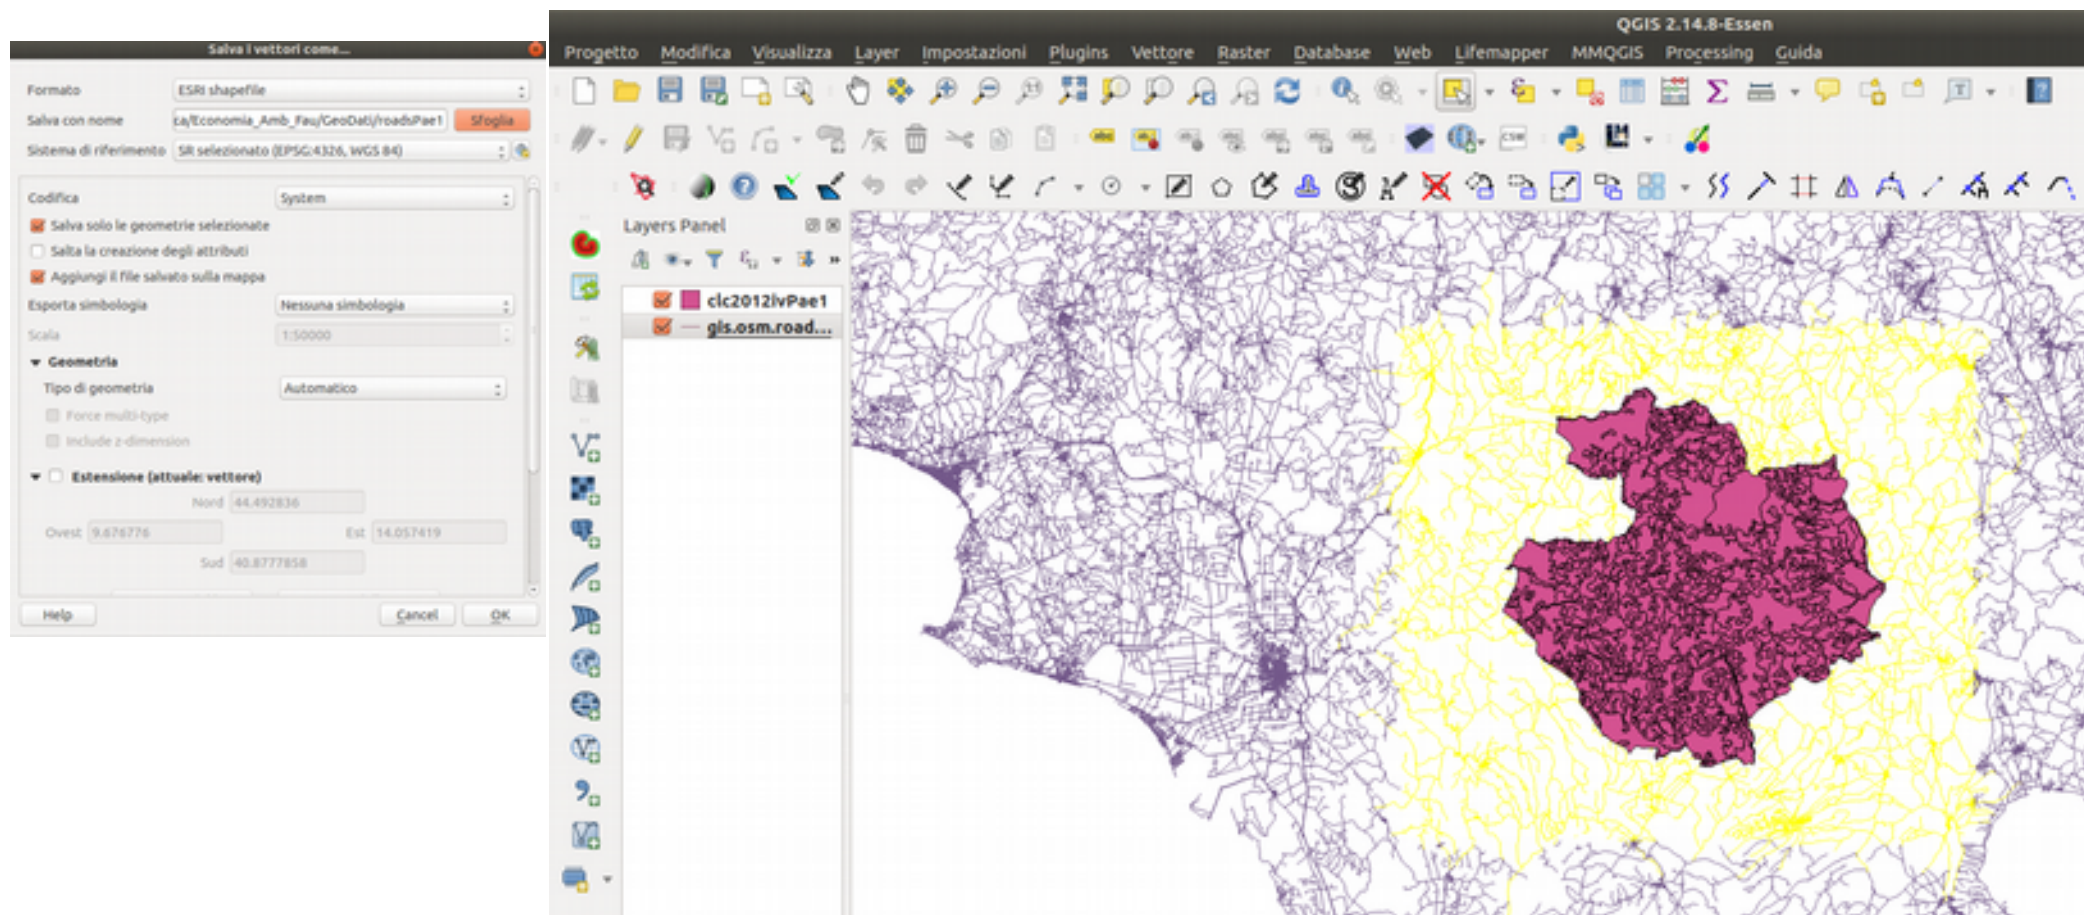 Salva i vettori come...
Formato ESRI shapefile
Salva con nome ca/Economia_Amb_Fau/GeoDati/roadsPae1 Sfoglia
Sistema di riferimento SR selezionato (EPSG:4326, WGS 84)
Codifica System
Salva solo le geometrie selezionate
Salta la creazione degli attributi
Aggiungi il file salvato sulla mappa
Esporta simbologia Nessuna simbologia
Scala 1:50000
Geometria
Tipo di geometria Automatico
Force multi-type
Include z-dimension
Estensione (attuale: vettore)
Nord 44.492836
Ovest 9.676776 Est 14.057419
Sud 40.8777858
Help Cancel OK
QGIS 2.14.8-Essen
Progetto Modifica Visualizza Layer Impostazioni Plugins Vettore Raster Database Web Lifemapper MMQGIS Processing Guida
CSW
Layers Panel
clc2012ivPae1
gis.osm.road...